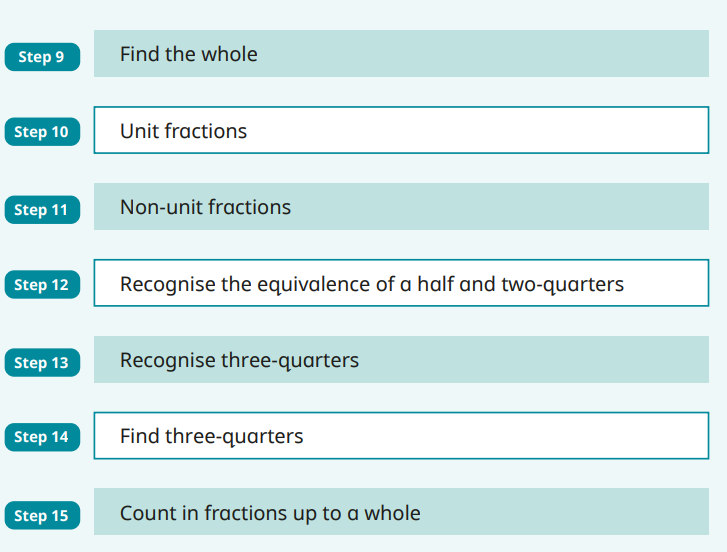 Step 9 Find the whole
Step 10 Unit fractions
Step 11 Non-unit fractions
Step 12 Recognise the equivalence of a half and two-quarters
Step 13 Recognise three-quarters
Step 14 Find three-quarters
Step 15 Count in fractions up to a whole